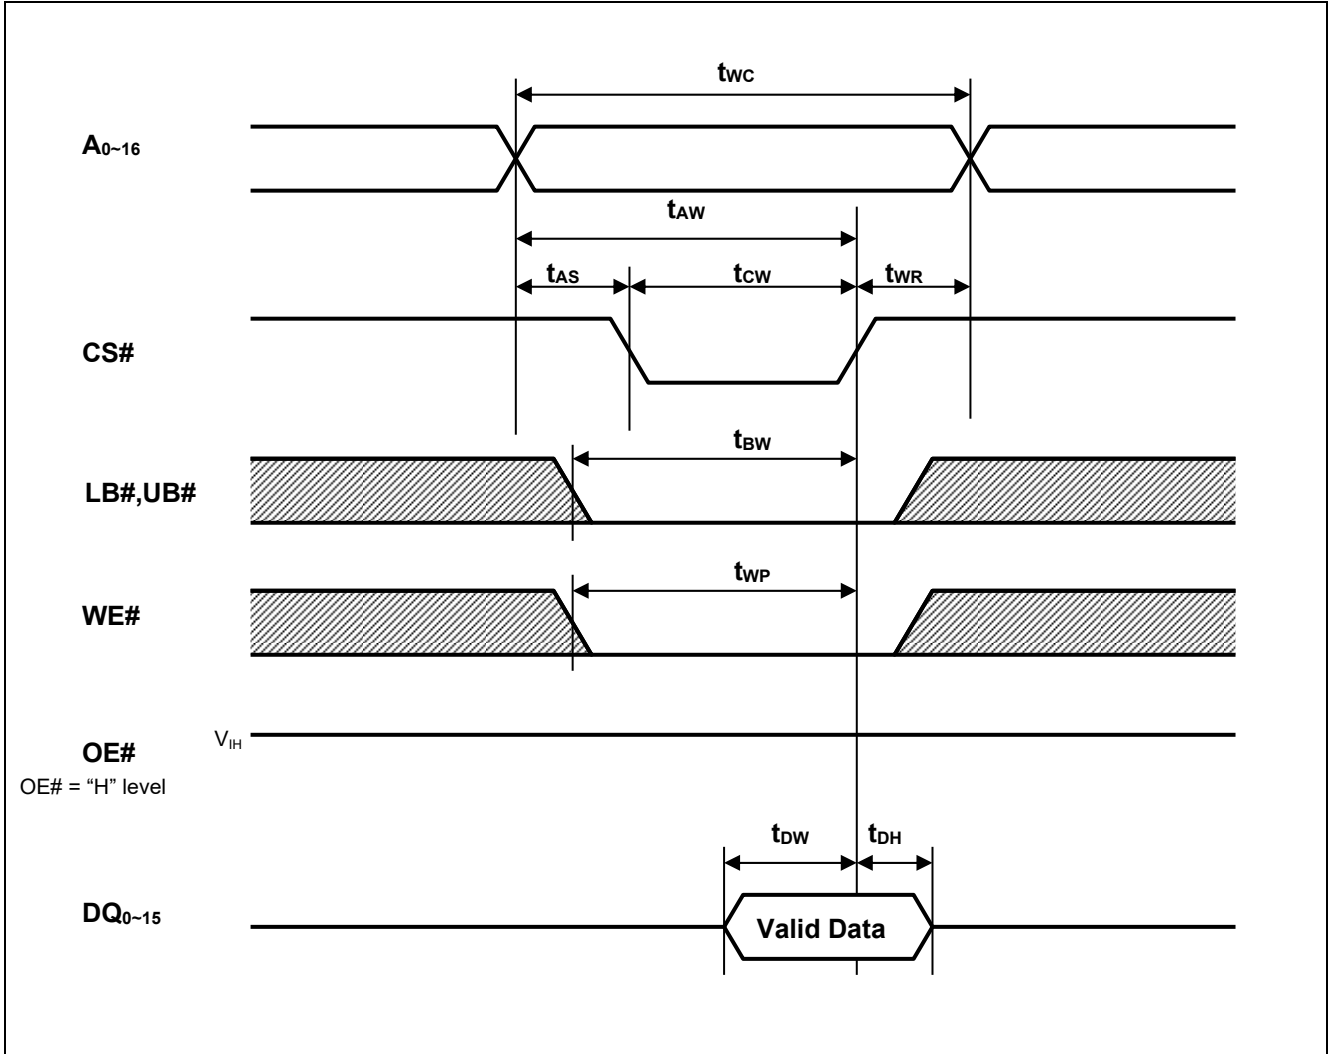 tWC
A0~16
tAW
tAS tCW tWR
CS#
tBW
LB#,UB#
tWP
WE#
VIH
OE#
OE# = “H” level
tDW tDH
DQ0~15
Valid Data